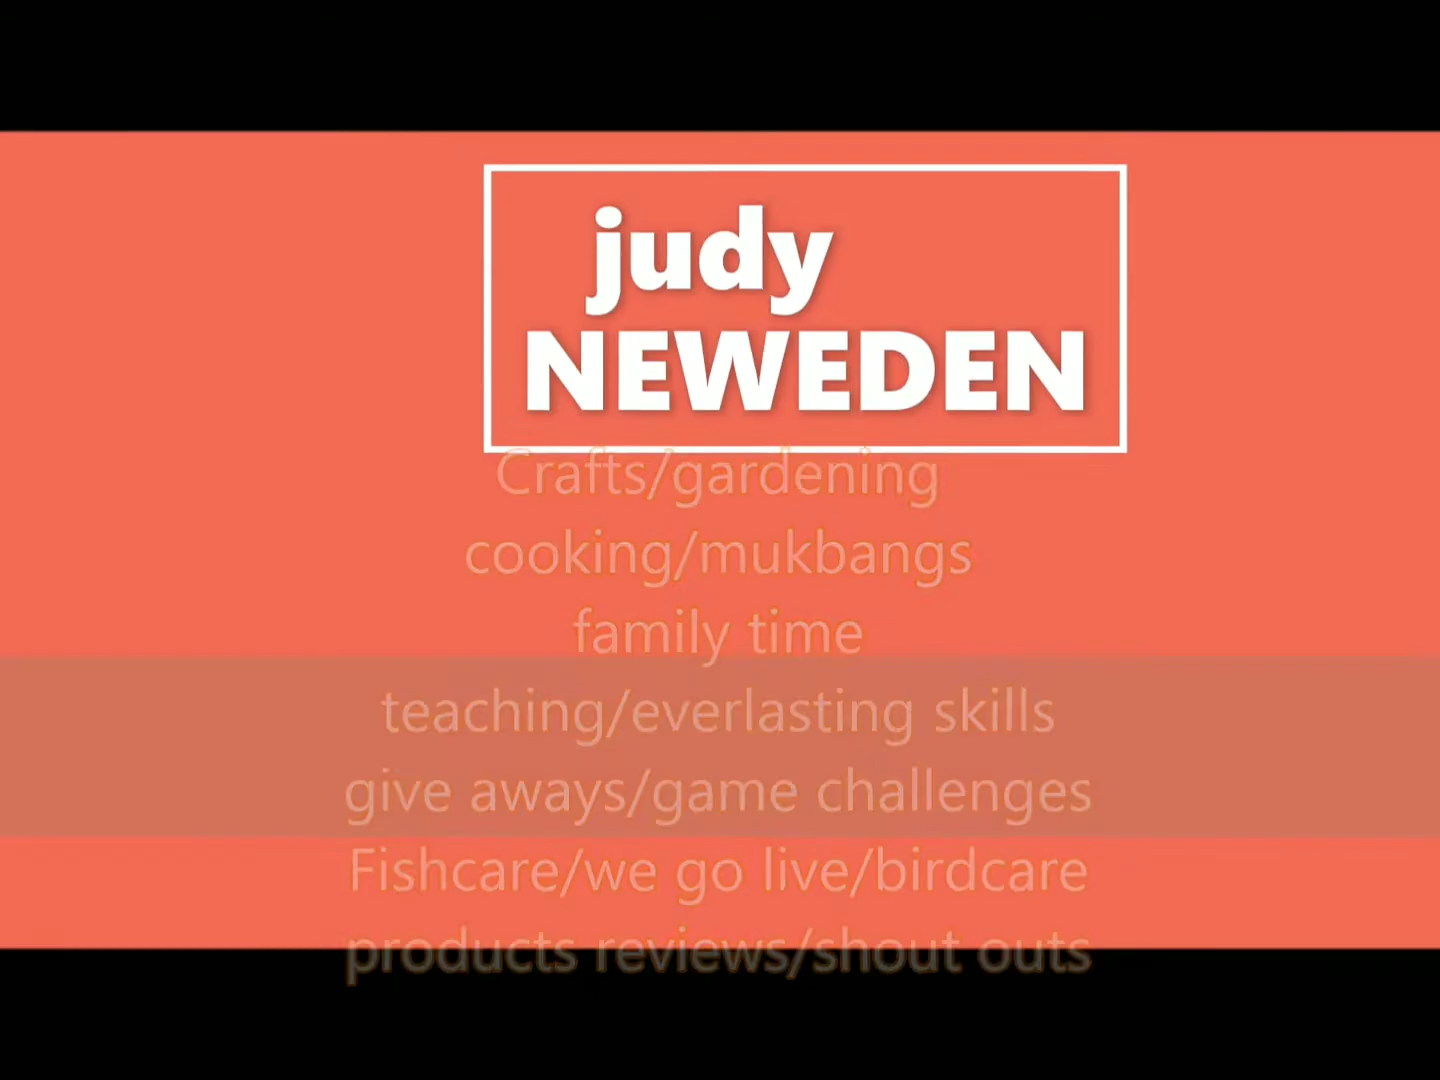 judy
NEWEDEN
Crafts/gardening
cooking/mukbangs
family time
teaching/everlasting skills
give aways/game challenges
Fishcare/we go live/birdcare
products reviews/shout outs